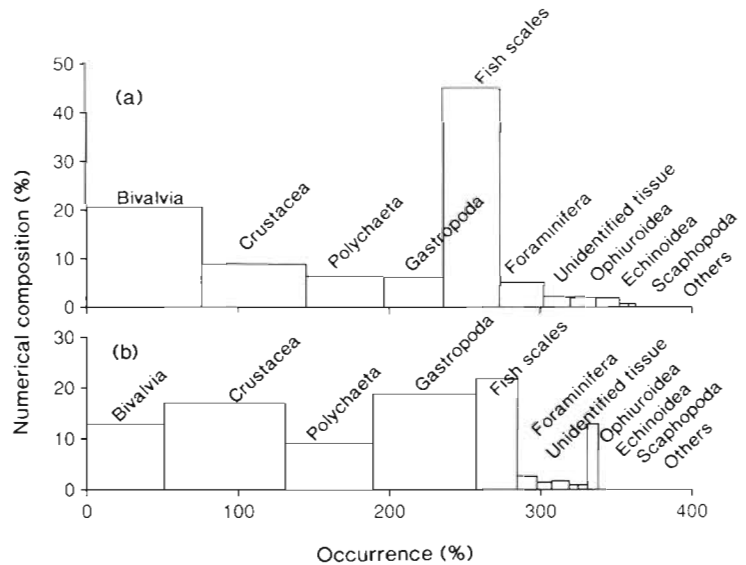 Numerical composition (%)
(a)
50
40
30
20
10
0
Bivalvia
Crustacea
Polychaeta
Gastropoda
Fish scales
Foraminifera
Unidentified tissue
Ophiuroidea
Echinoidea
Scaphopoda
Others
(b)
30
20
10
0
Bivalvia
Crustacea
Polychaeta
Gastropoda
Fish scales
Foraminifera
Unidentified tissue
Ophiuroidea
Echinoidea
Scaphopoda
Others
0 100 200 300 400
Occurrence (%)